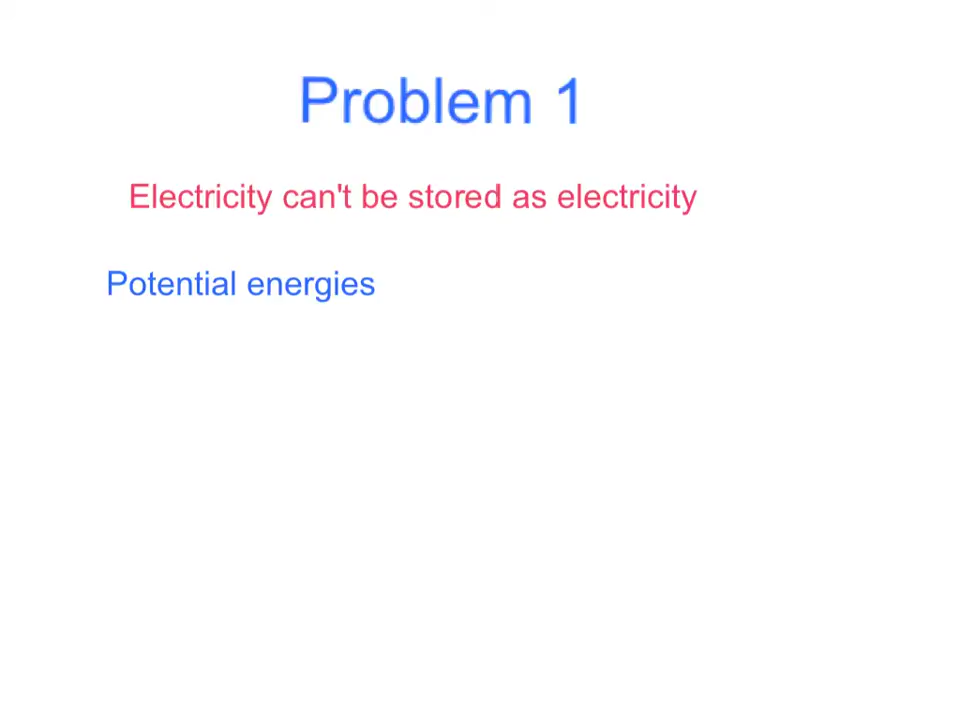 Problem 1
Electricity can't be stored as electricity
Potential energies